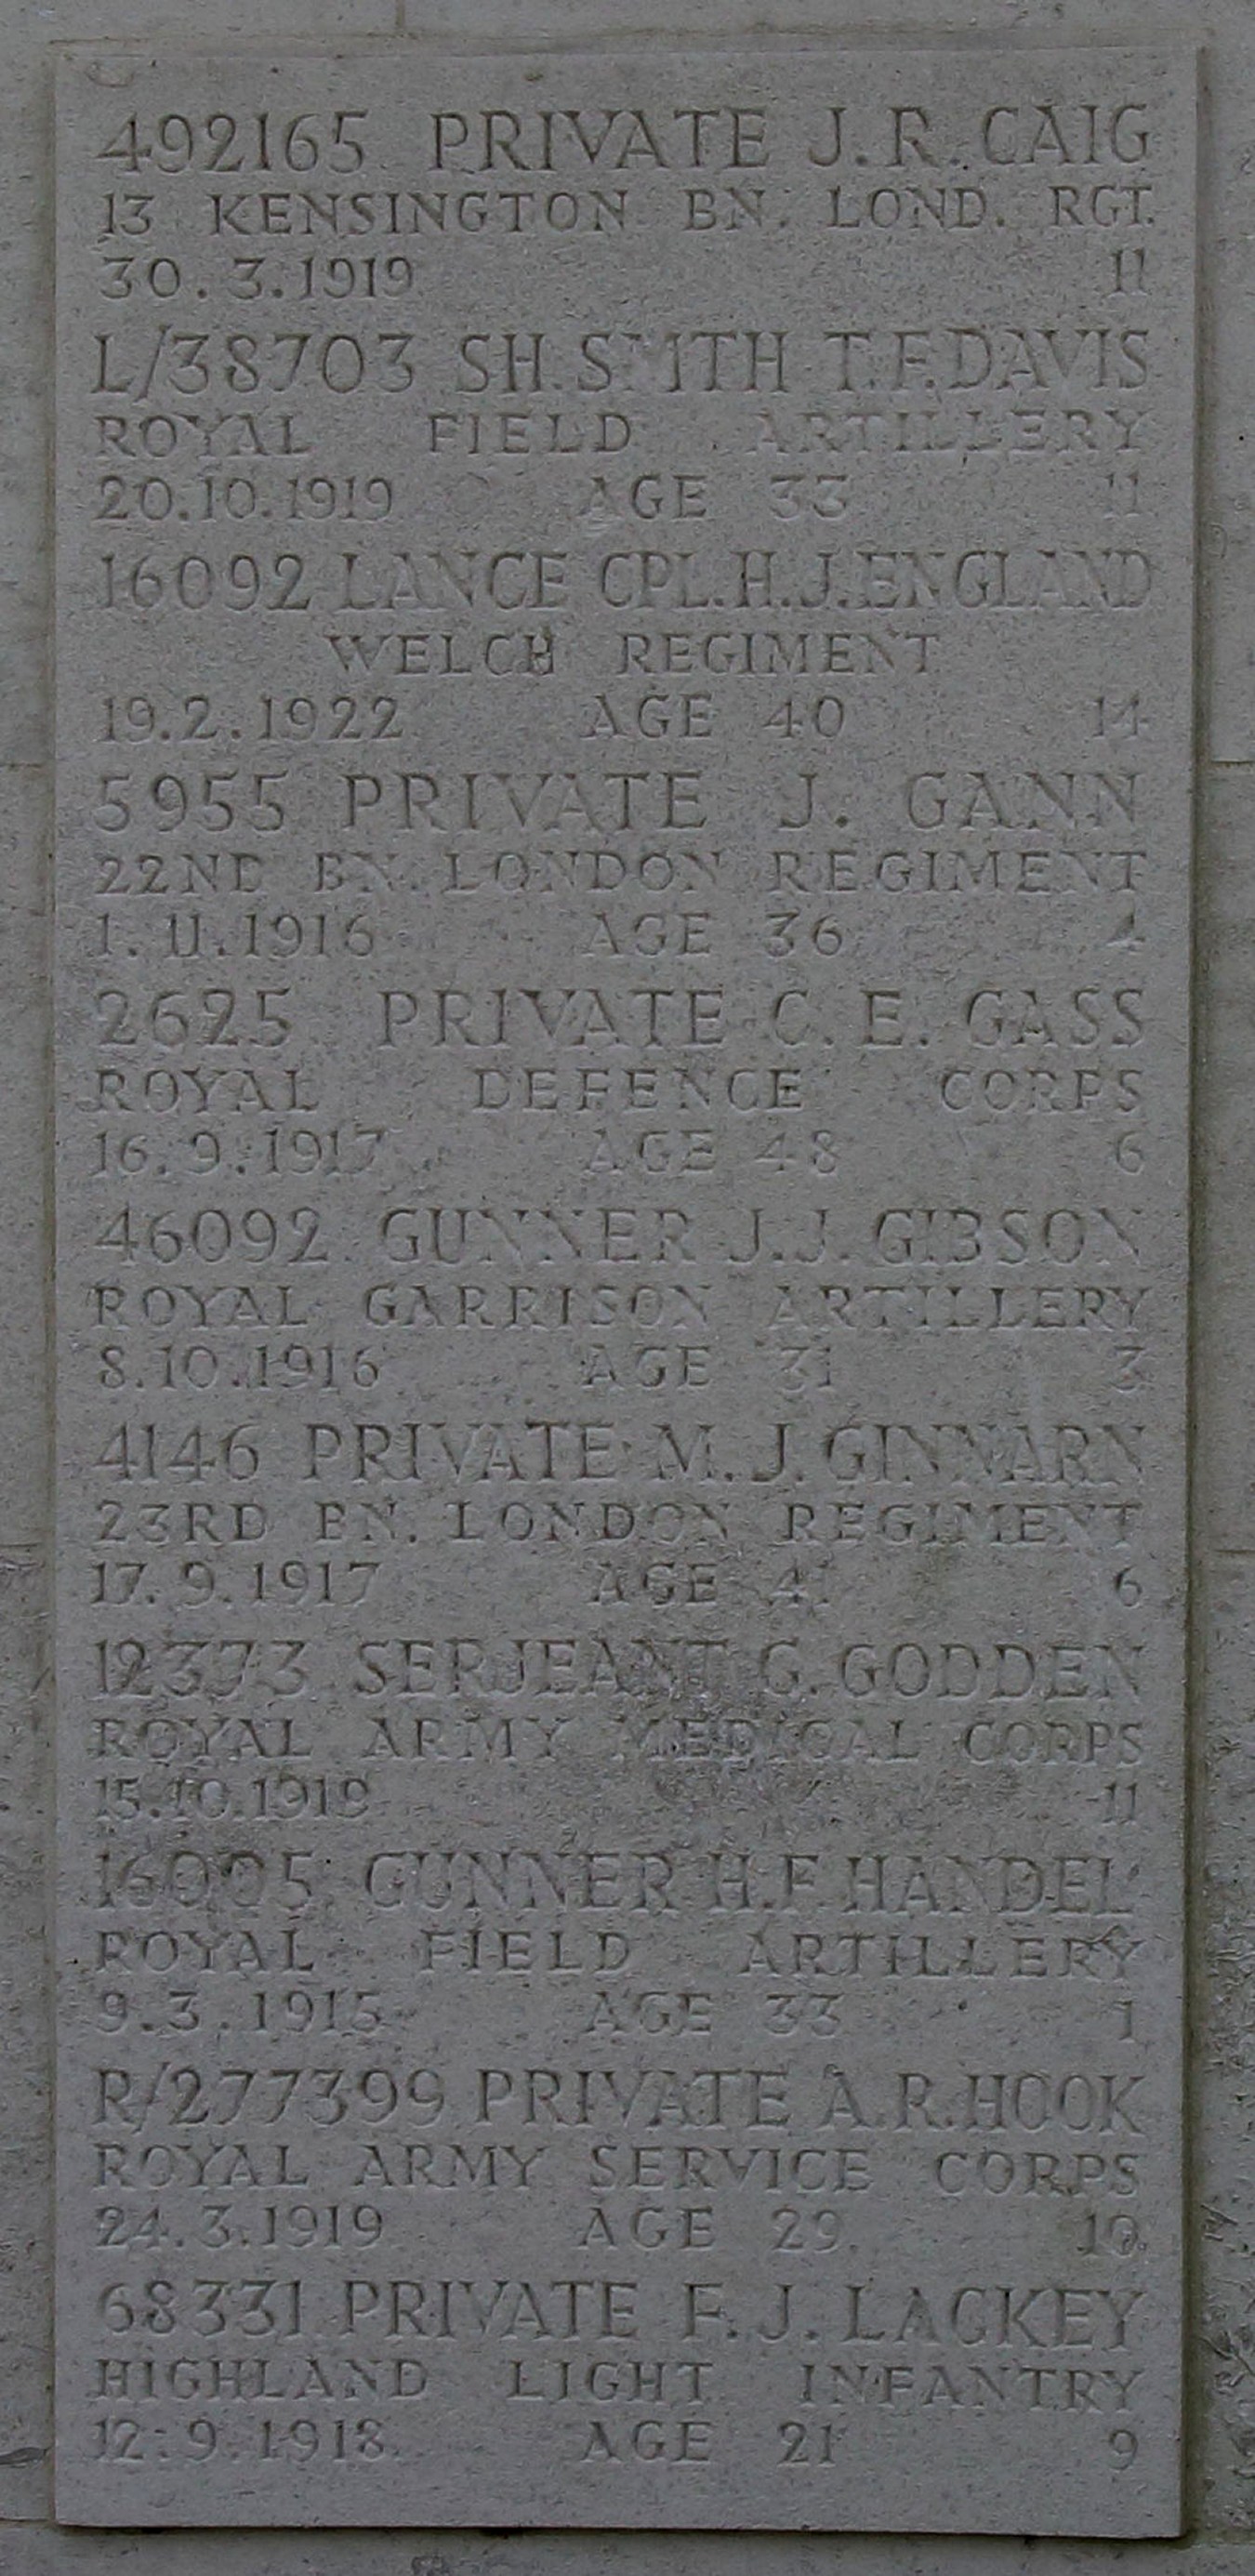 492165 PRIVATE J.R. CAIG
13 KENSINGTON BN. LOND. RGT.
30.3.1919 11
L/38703 SH. SMITH T.F. DAVIS
ROYAL FIELD ARTILLERY
20.10.1919 AGE 33 11
16092 LANCE CPL. H.J. ENGLAND
WELCH REGIMENT
19.2.1922 AGE 40 14
5955 PRIVATE J. GANN
22ND BN. LONDON REGIMENT
1.11.1916 AGE 36 4
2625 PRIVATE C. E. GASS
ROYAL DEFENCE CORPS
16.9.1917 AGE 48 6
46092 GUNNER J.J. GIBSON
ROYAL GARRISON ARTILLERY
8.10.1916 AGE 31 3
4146 PRIVATE M.J. GINNARN
23RD BN. LONDON REGIMENT
17.9.1917 AGE 6
12373 SERJEANT G. GODDEN
ROYAL ARMY MEDICAL CORPS
11
GUNNER H.F. HANDEL
ROYAL FIELD ARTILLERY
9.3.1915 AGE 33 1
R/277399 PRIVATE A.R. HOOK
ROYAL ARMY SERVICE CORPS
24.3.1919 AGE 29 10
68331 PRIVATE F.J. LACKEY
HIGHLAND LIGHT INFANTRY
12.9.1918 AGE 21 9